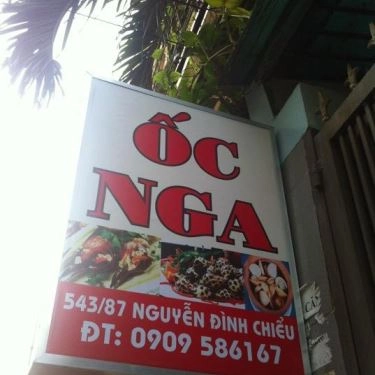 ỐC
NGA
543/87 NGUYỄN ĐÌNH CHIỂU
ĐT: 0909 586167